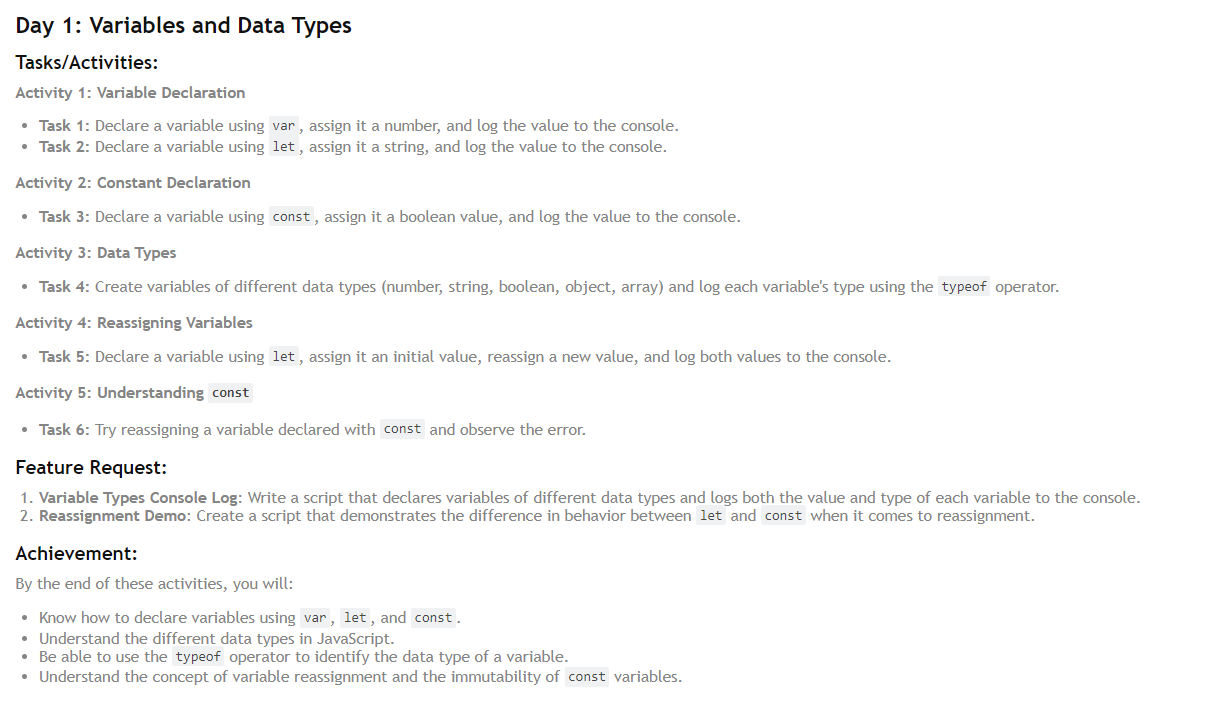 Day 1: Variables and Data Types
Tasks/Activities:
Activity 1: Variable Declaration
• Task 1: Declare a variable using var, assign it a number, and log the value to the console.
• Task 2: Declare a variable using let, assign it a string, and log the value to the console.
Activity 2: Constant Declaration
• Task 3: Declare a variable using const, assign it a boolean value, and log the value to the console.
Activity 3: Data Types
• Task 4: Create variables of different data types (number, string, boolean, object, array) and log each variable's type using the typeof operator.
Activity 4: Reassigning Variables
• Task 5: Declare a variable using let, assign it an initial value, reassign a new value, and log both values to the console.
Activity 5: Understanding const
• Task 6: Try reassigning a variable declared with const and observe the error.
Feature Request:
1. Variable Types Console Log: Write a script that declares variables of different data types and logs both the value and type of each variable to the console.
2. Reassignment Demo: Create a script that demonstrates the difference in behavior between let and const when it comes to reassignment.
Achievement:
By the end of these activities, you will:
• Know how to declare variables using var, let, and const.
• Understand the different data types in JavaScript.
• Be able to use the typeof operator to identify the data type of a variable.
• Understand the concept of variable reassignment and the immutability of const variables.